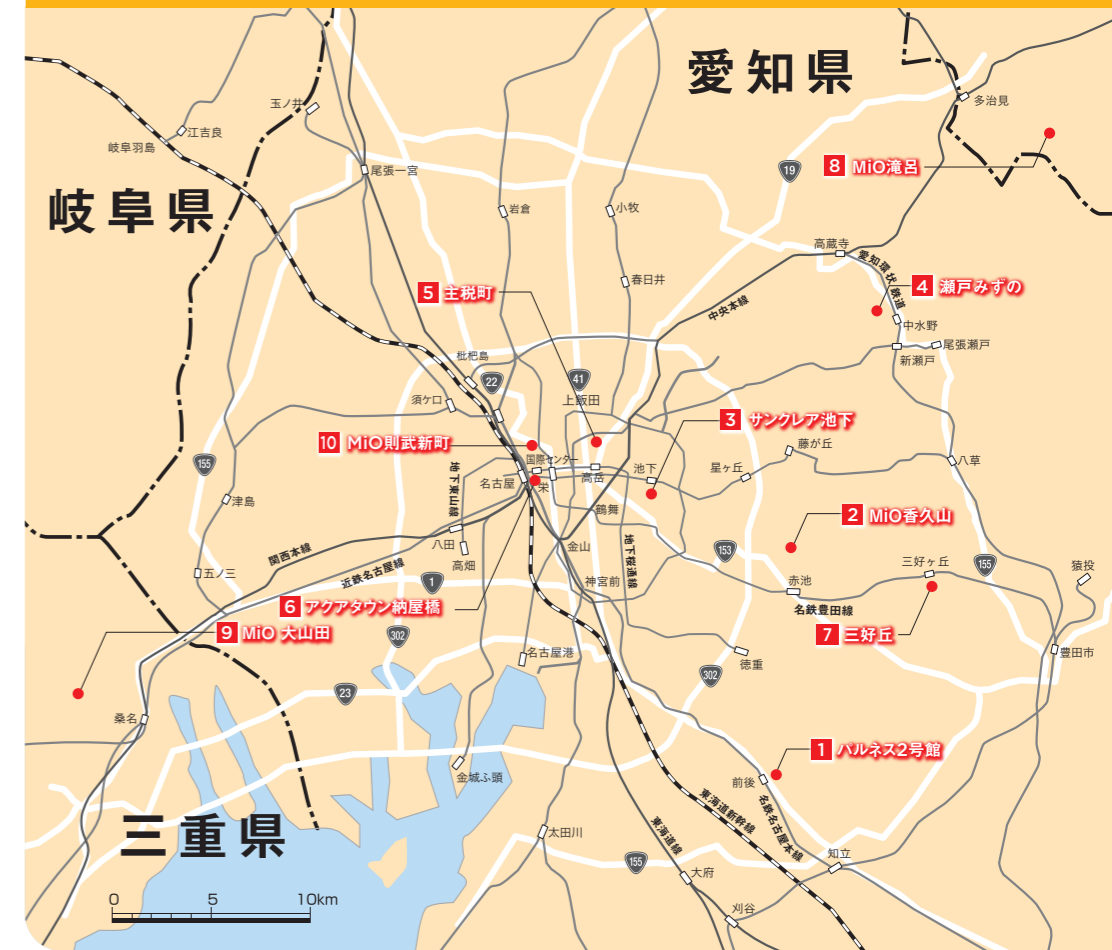 愛知県
多治見
玉ノ井
江吉良
岐阜羽島
尾張一宮
19
8 MiO滝呂
岐阜県
岩倉
小牧
高蔵寺
愛知環状鉄道
春日井
5 主税町
4 瀬戸みずの
中央本線
中水野
尾張瀬戸
新瀬戸
枇杷島
22
41
須ケ口
上飯田
3 サンクレア池下
10 MiO則武新町
藤が丘
国際センター
155
地下東山線
名古屋
栄
高岳
池下
星ヶ丘
八草
津島
鶴舞
2 MiO香久山
関西本線
八田
高畑
金山
地下桜通線
153
155
五ノ三
近鉄名古屋線
1
神宮前
赤池
三好ヶ丘
猿投
6 アクアタウン納屋橋
名鉄豊田線
9 MiO 大山田
302
7 三好丘
名古屋港
徳重
豊田市
302
23
桑名
1 パルネス2号館
金城ふ頭
前後
東海道新幹線
名鉄名古屋本線
三重県
太田川
東海道線
155
知立
大府
0 5 10km
刈谷